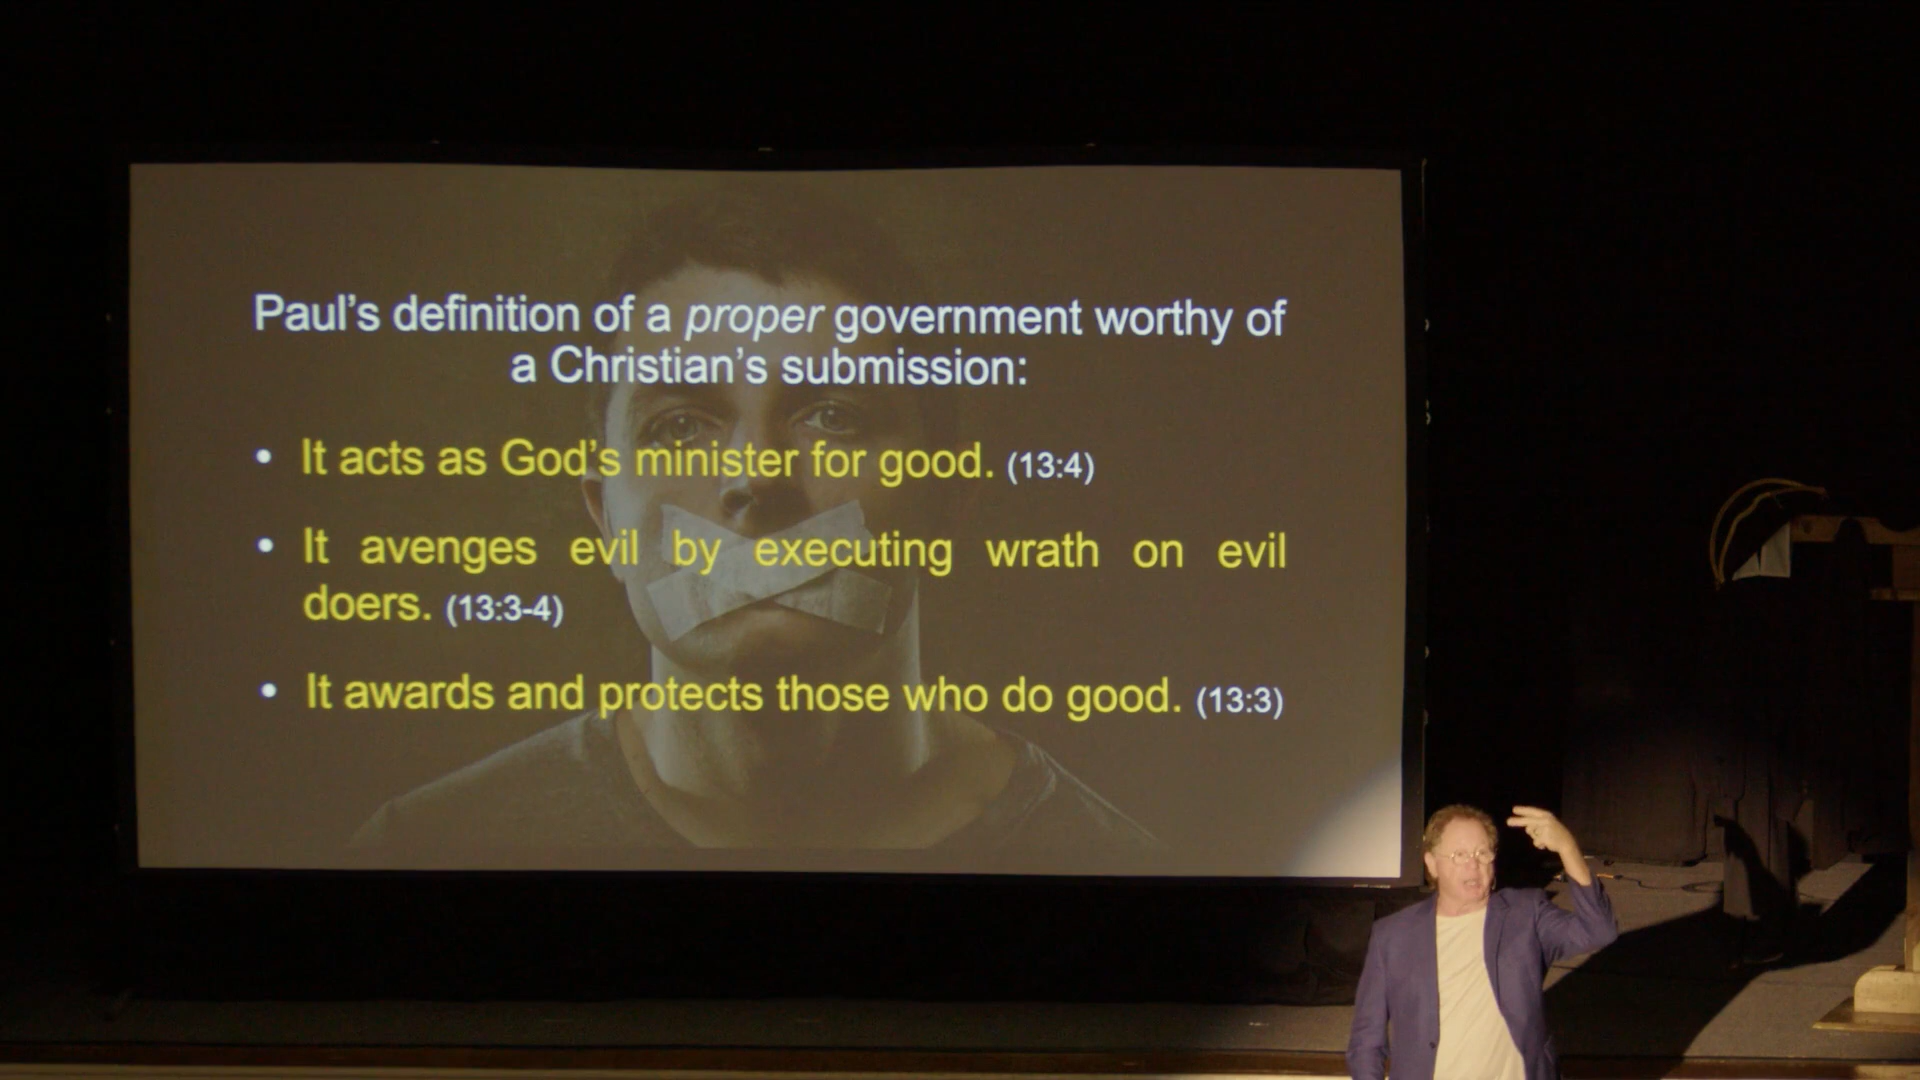 Paul's definition of a proper government worthy of
a Christian's submission:
• It acts as God's minister for good. (13:4)
• It avenges evil by executing wrath on evil
doers. (13:3-4)
• It awards and protects those who do good. (13:3)